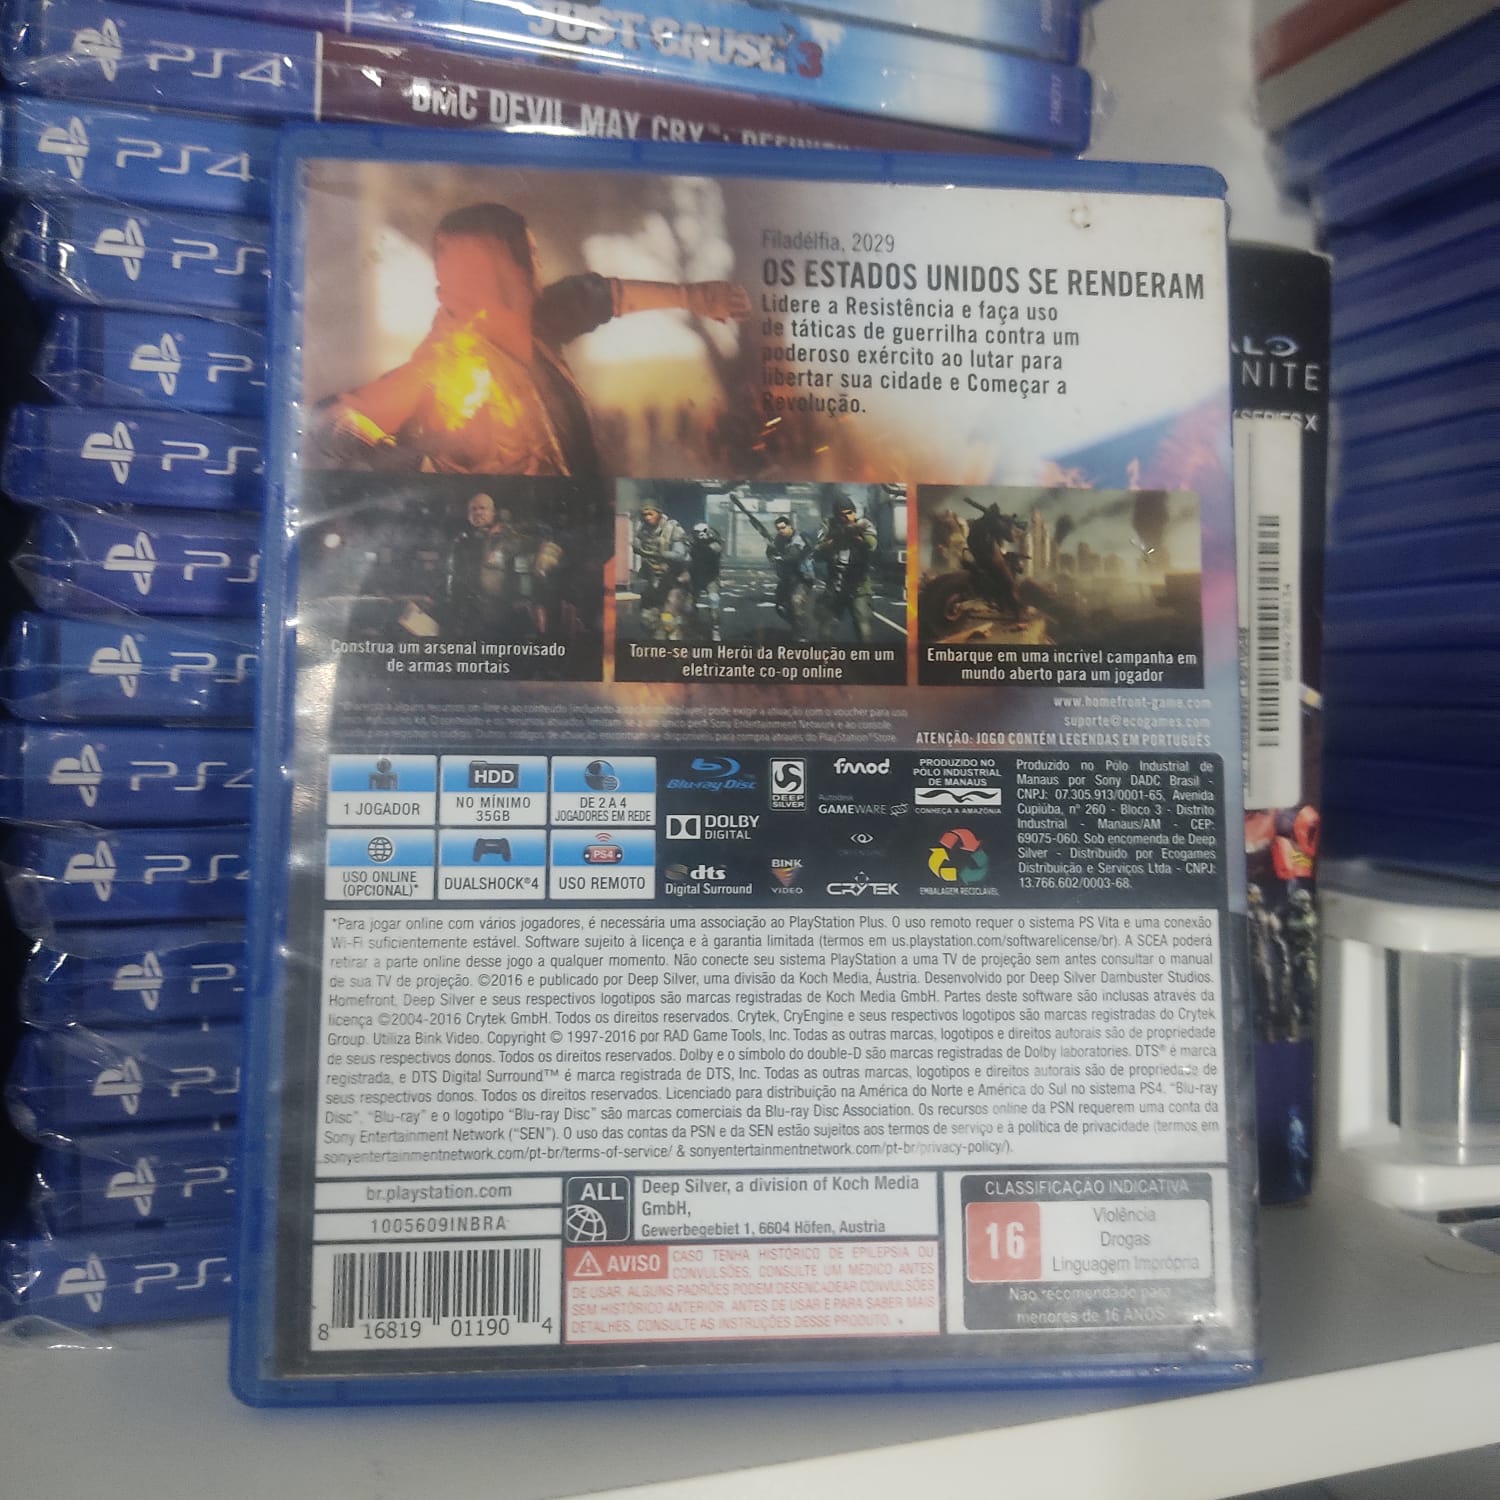 JUST CAUSE 3
PS4
DMC DEVIL MAY CRY™:
PS4
Filadélfia, 2029
OS ESTADOS UNIDOS SE RENDERAM
Lidere a Resistência e faça uso
de táticas de guerrilha contra um
poderoso exército ao lutar para
libertar sua cidade e Começar a
Revolução.
Construa um arsenal improvisado
de armas mortais
Torne-se um Herói da Revolução em um
eletrizante co-op online
Embarque em uma incrível campanha em
mundo aberto para um jogador
www.homefront-game.com
suporte@ecogames.com
ATENÇÃO: JOGO CONTÉM LEGENDAS EM PORTUGUÊS
1 JOGADOR
HDD
NO MÍNIMO
35GB
DE 2 A 4
JOGADORES EM REDE
USO ONLINE
(OPCIONAL)*
DUALSHOCK®4
PS4
USO REMOTO
Blu-ray Disc™
DEEP
SILVER
fmod
DOLBY
DIGITAL
Autodesk
GAMEWARE
dts
Digital Surround
BINK
VIDEO
CRYTEK
PRODUZIDO NO
PÓLO INDUSTRIAL
DE MANAUS
CONHEÇA A AMAZÔNIA
EMBALAGEM RECICLÁVEL
Produzido no Pólo Industrial de
Manaus por Sony DADC Brasil -
CNPJ: 07.305.913/0001-65, Avenida
Cupiúba, nº 260 - Bloco 3 - Distrito
Industrial - Manaus/AM - CEP:
69075-060. Sob encomenda de Deep
Silver - Distribuido por Ecogames
Distribuição e Serviços Ltda - CNPJ:
13.766.602/0003-68.
*Para jogar online com vários jogadores, é necessária uma associação ao PlayStation Plus. O uso remoto requer o sistema PS Vita e uma conexão
Wi-Fi suficientemente estável. Software sujeito à licença e à garantia limitada (termos em us.playstation.com/softwarelicense/br). A SCEA poderá
retirar a parte online desse jogo a qualquer momento. Não conecte seu sistema PlayStation a uma TV de projeção sem antes consultar o manual
de sua TV de projeção. ©2016 e publicado por Deep Silver, uma divisão da Koch Media, Áustria. Desenvolvido por Deep Silver Dambuster Studios.
Homefront, Deep Silver e seus respectivos logotipos são marcas registradas de Koch Media GmbH. Partes deste software são inclusas através da
licença ©2004-2016 Crytek GmbH. Todos os direitos reservados. Crytek, CryEngine e seus respectivos logotipos são marcas registradas do Crytek
Group. Utiliza Bink Video. Copyright © 1997-2016 por RAD Game Tools, Inc. Todas as outras marcas, logotipos e direitos autorais são de propriedade
de seus respectivos donos. Todos os direitos reservados. Dolby e o símbolo do double-D são marcas registradas de Dolby laboratories. DTS® é marca
registrada, e DTS Digital Surround™ é marca registrada de DTS, Inc. Todas as outras marcas, logotipos e direitos autorais são de propriedade de
seus respectivos donos. Todos os direitos reservados. Licenciado para distribuição na América do Norte e América do Sul no sistema PS4. “Blu-ray
Disc”, “Blu-ray” e o logotipo “Blu-ray Disc” são marcas comerciais da Blu-ray Disc Association. Os recursos online da PSN requerem uma conta da
Sony Entertainment Network (“SEN”). O uso das contas da PSN e da SEN estão sujeitos aos termos de serviço e à política de privacidade (termos em
sonyentertainmentnetwork.com/pt-br/terms-of-service/ & sonyentertainmentnetwork.com/pt-br/privacy-policy/).
br.playstation.com
1005609INBRA
8 16819 01190 4
ALL
Deep Silver, a division of Koch Media
GmbH,
Gewerbegebiet 1, 6604 Höfen, Austria
AVISO
CASO TENHA HISTÓRICO DE EPILEPSIA OU
CONVULSÕES, CONSULTE UM MÉDICO ANTES
DE USAR. ALGUNS PADRÕES PODEM DESENCADEAR CONVULSÕES
SEM HISTÓRICO ANTERIOR. ANTES DE USAR E PARA SABER MAIS
DETALHES, CONSULTE AS INSTRUÇÕES DESSE PRODUTO.
CLASSIFICAÇÃO INDICATIVA
16
Violência
Drogas
Linguagem Imprópria
Não recomendado para
menores de 16 ANOS